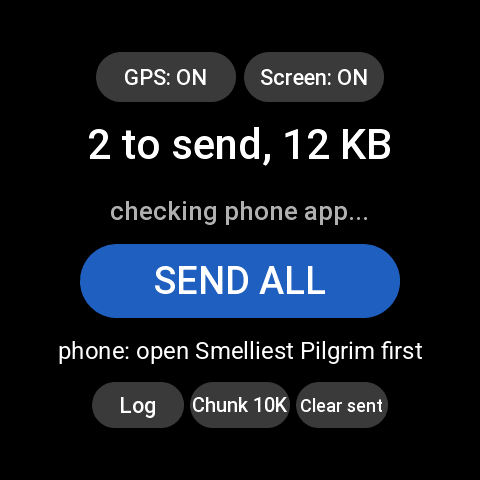 GPS: ON Screen: ON
2 to send, 12 KB
checking phone app...
SEND ALL
phone: open Smelliest Pilgrim first
Log Chunk 10K Clear sent